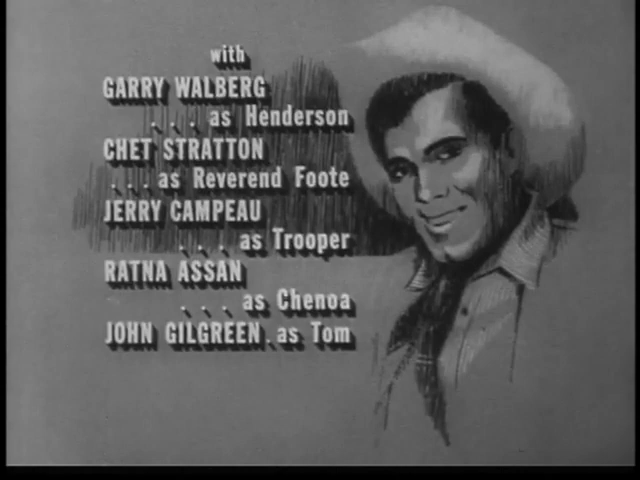 with
GARRY WALBERG
. . . as Henderson
CHET STRATTON
. . . as Reverend Foote
JERRY CAMPEAU
. . . as Trooper
RATNA ASSAN
. . . as Chenoa
JOHN GILGREEN . as Tom